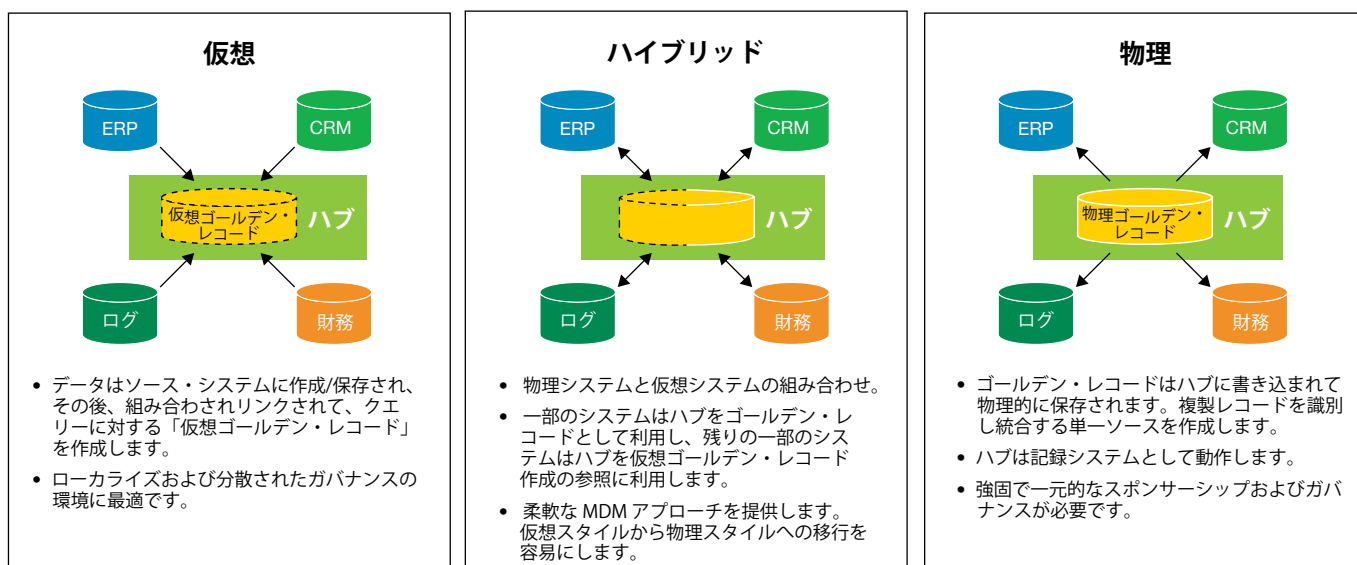 仮想
ERP
CRM
仮想ゴールデン・
レコード
ハブ
ログ
財務
• データはソース・システムに作成/保存され、
その後、組み合わされリンクされて、クエ
リーに対する「仮想ゴールデン・レコード」
を作成します。
• ローカライズおよび分散されたガバナンスの
環境に最適です。
ハイブリッド
ERP
CRM
ハブ
ログ
財務
• 物理システムと仮想システムの組み合わせ。
• 一部のシステムはハブをゴールデン・レ
コードとして利用し、残りの一部のシス
テムはハブを仮想ゴールデン・レコード
作成の参照に利用します。
• 柔軟な MDM アプローチを提供します。
仮想スタイルから物理スタイルへの移行を
容易にします。
物理
ERP
CRM
物理ゴールデン・
レコード
ハブ
ログ
財務
• ゴールデン・レコードはハブに書き込まれて
物理的に保存されます。複製レコードを識別
し統合する単一ソースを作成します。
• ハブは記録システムとして動作します。
• 強固で一元的なスポンサーシップおよびガバ
ナンスが必要です。